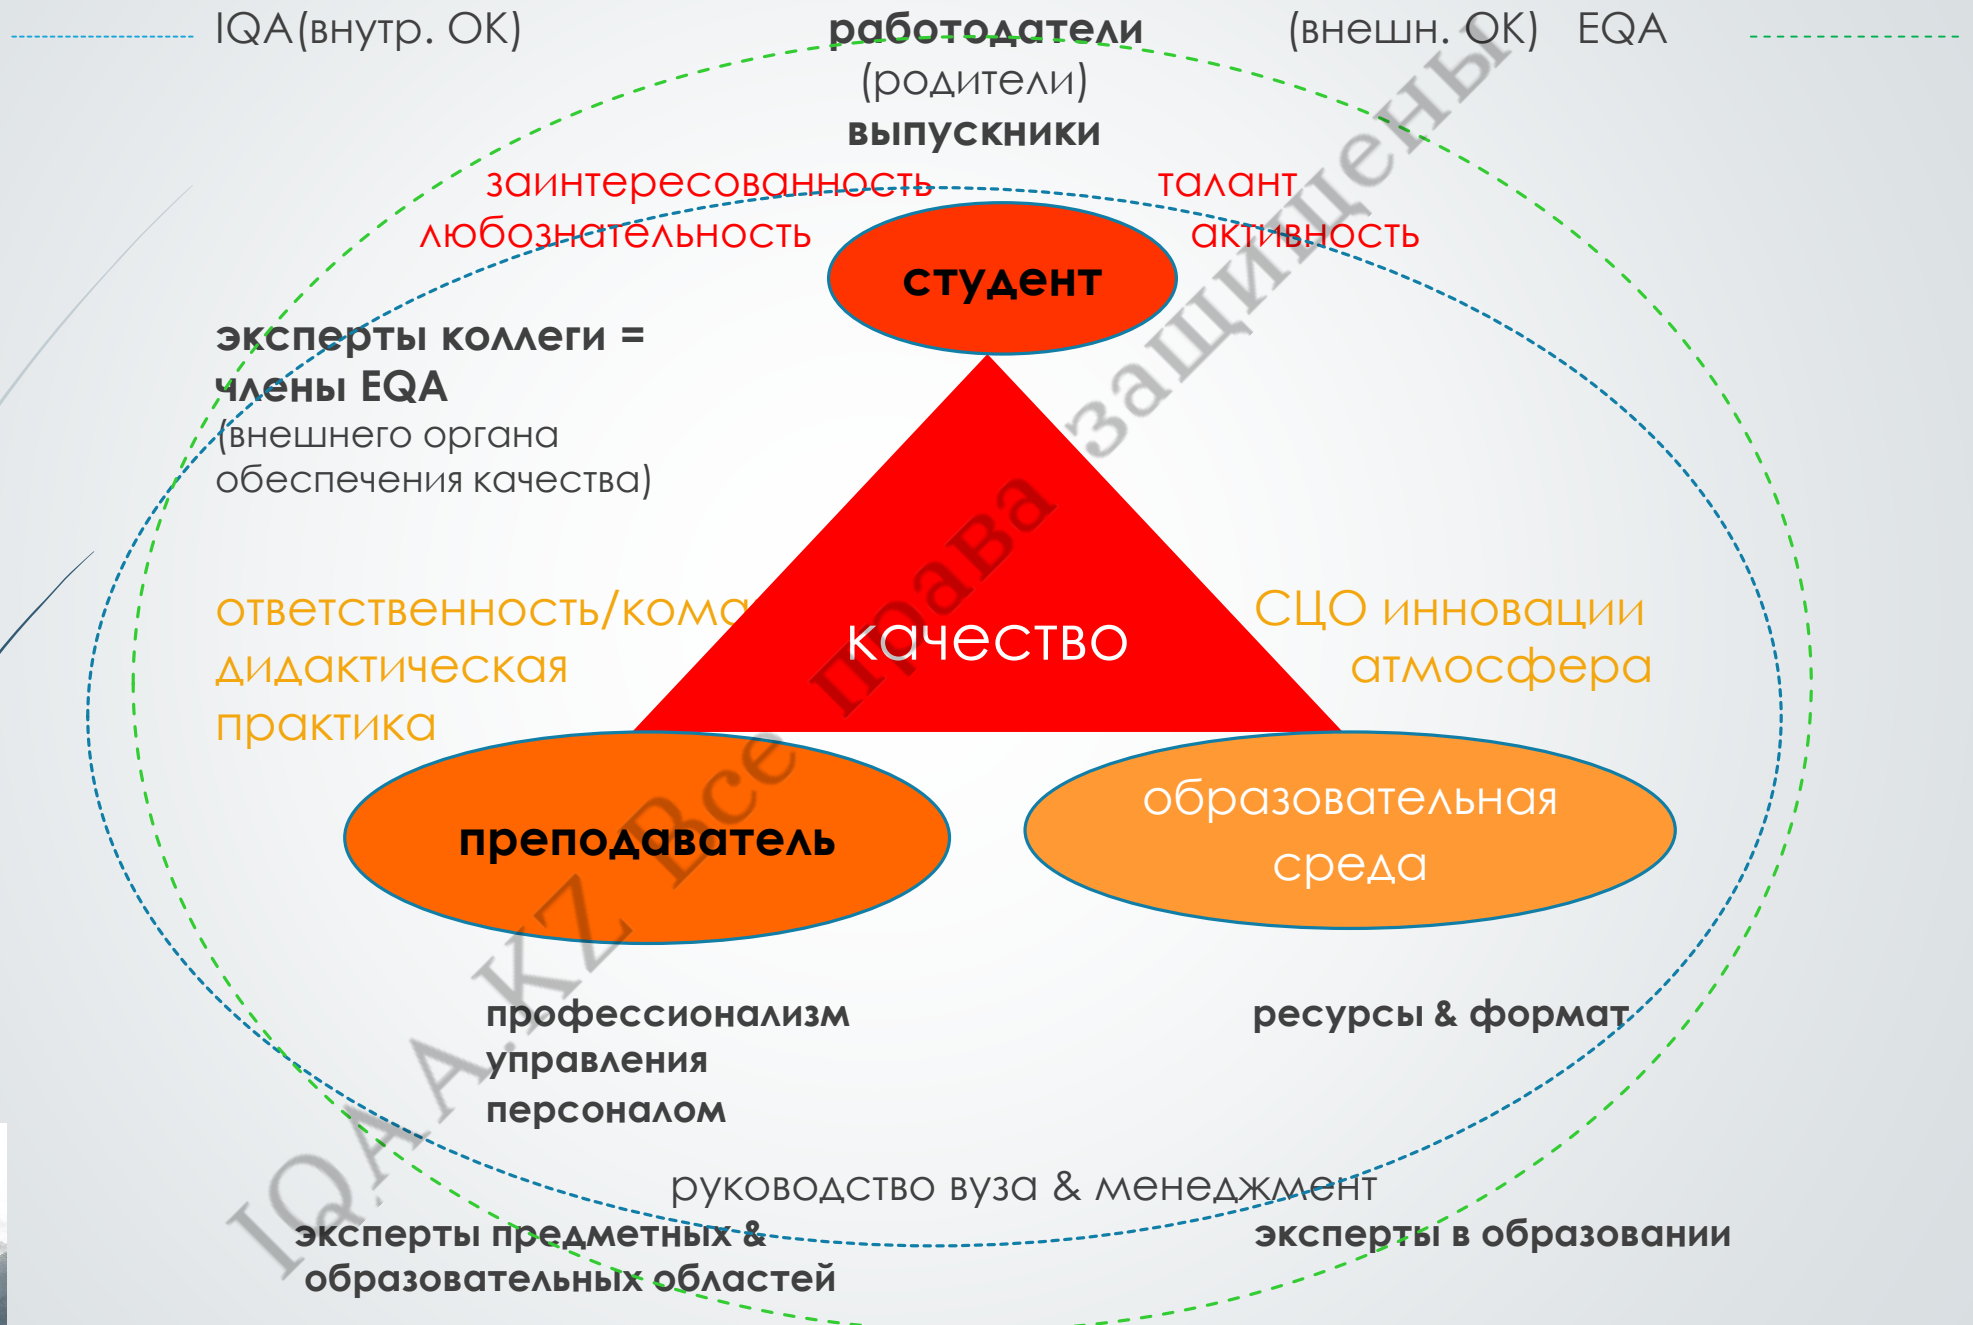 IQA(внутр. ОК)
работодатели
(внешн. ОК) EQA
(родители)
выпускники
заинтересованность
талант
любознательность
активность
студент
эксперты коллеги =
члены EQA
(внешнего органа
обеспечения качества)
ответственность/кома
дидактическая
практика
качество
СЦО инновации
атмосфера
преподаватель
образовательная
среда
профессионализм
управления
персоналом
ресурсы & формат
руководство вуза & менеджмент
эксперты предметных &
образовательных областей
эксперты в образовании
IQAA.KZ Все права защищены